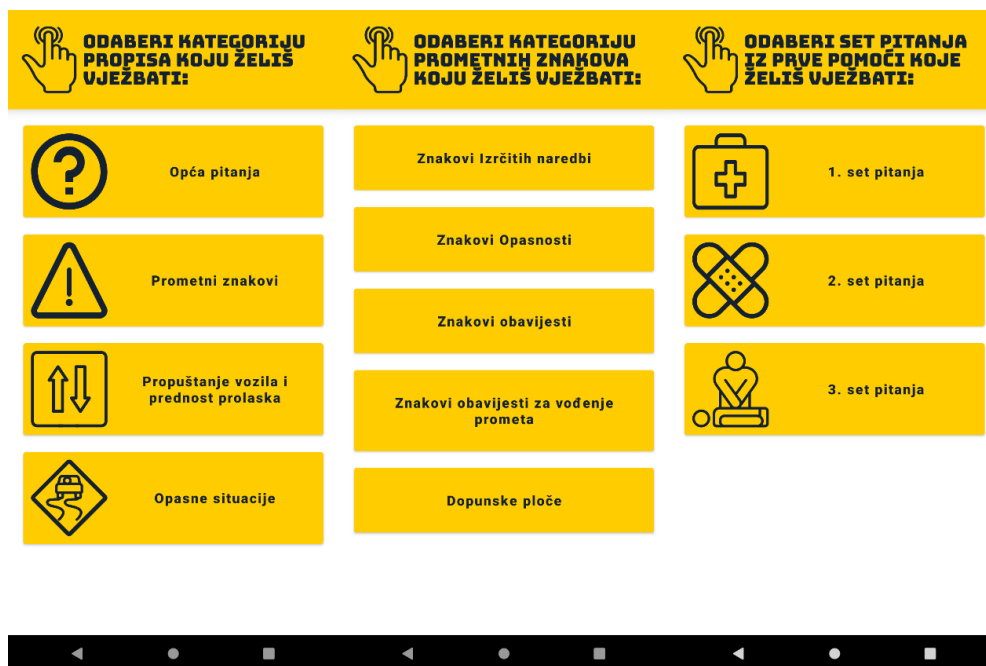 ODABERI KATEGORIJU
PROPISA KOJU ŽELIŠ
VJEŽBATI:
Opća pitanja
Prometni znakovi
Propuštanje vozila i
prednost prolaska
Opasne situacije
ODABERI KATEGORIJU
PROMETNIH ZNAKOVA
KOJU ŽELIŠ VJEŽBATI:
Znakovi Izrčitih naredbi
Znakovi Opasnosti
Znakovi obavijesti
Znakovi obavijesti za vođenje
prometa
Dopunske ploče
ODABERI SET PITANJA
IZ PRVE POMOĆI KOJE
ŽELIŠ VJEŽBATI:
1. set pitanja
2. set pitanja
3. set pitanja